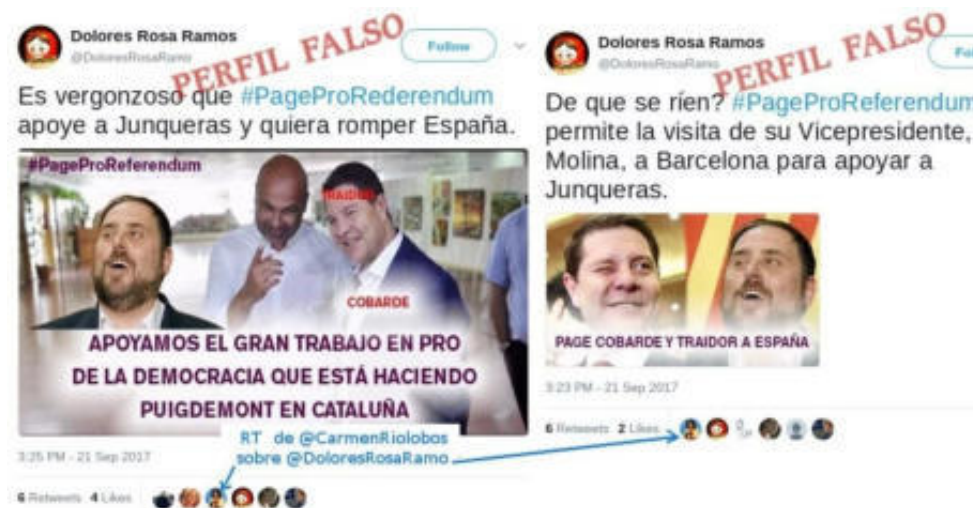 Dolores Rosa Ramos
@DoloresRosaRamo
Follow
PERFIL FALSO
Es vergonzoso que #PageProRederendum
apoye a Junqueras y quiera romper España.
#PageProReferendum
TRAIDOR
COBARDE
APOYAMOS EL GRAN TRABAJO EN PRO
DE LA DEMOCRACIA QUE ESTÁ HACIENDO
PUIGDEMONT EN CATALUÑA
RT de @CarmenRiolobos
sobre @DoloresRosaRamo
3:25 PM - 21 Sep 2017
6 Retweets 4 Likes
Dolores Rosa Ramos
@DoloresRosaRamo
Fol
PERFIL FALSO
De que se ríen? #PageProReferendum
permite la visita de su Vicepresidente,
Molina, a Barcelona para apoyar a
Junqueras.
PAGE COBARDE Y TRAIDOR A ESPAÑA
3:23 PM - 21 Sep 2017
6 Retweets 2 Likes